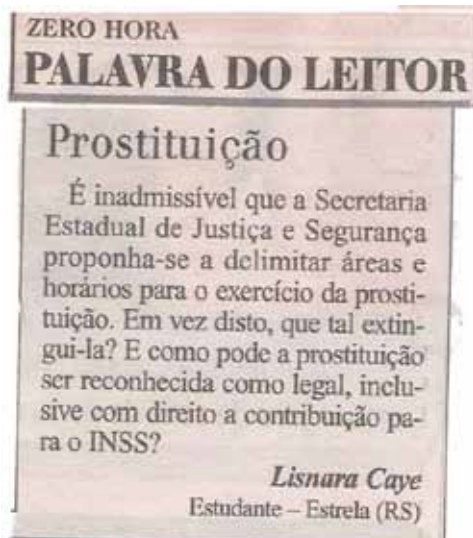 ZERO HORA
PALAVRA DO LEITOR
Prostituição
É inadmissível que a Secretaria
Estadual de Justiça e Segurança
proponha-se a delimitar áreas e
horários para o exercício da prosti-
tuição. Em vez disto, que tal extin-
gui-la? E como pode a prostituição
ser reconhecida como legal, inclu-
sive com direito a contribuição pa-
ra o INSS?
Lisnara Caye
Estudante – Estrela (RS)